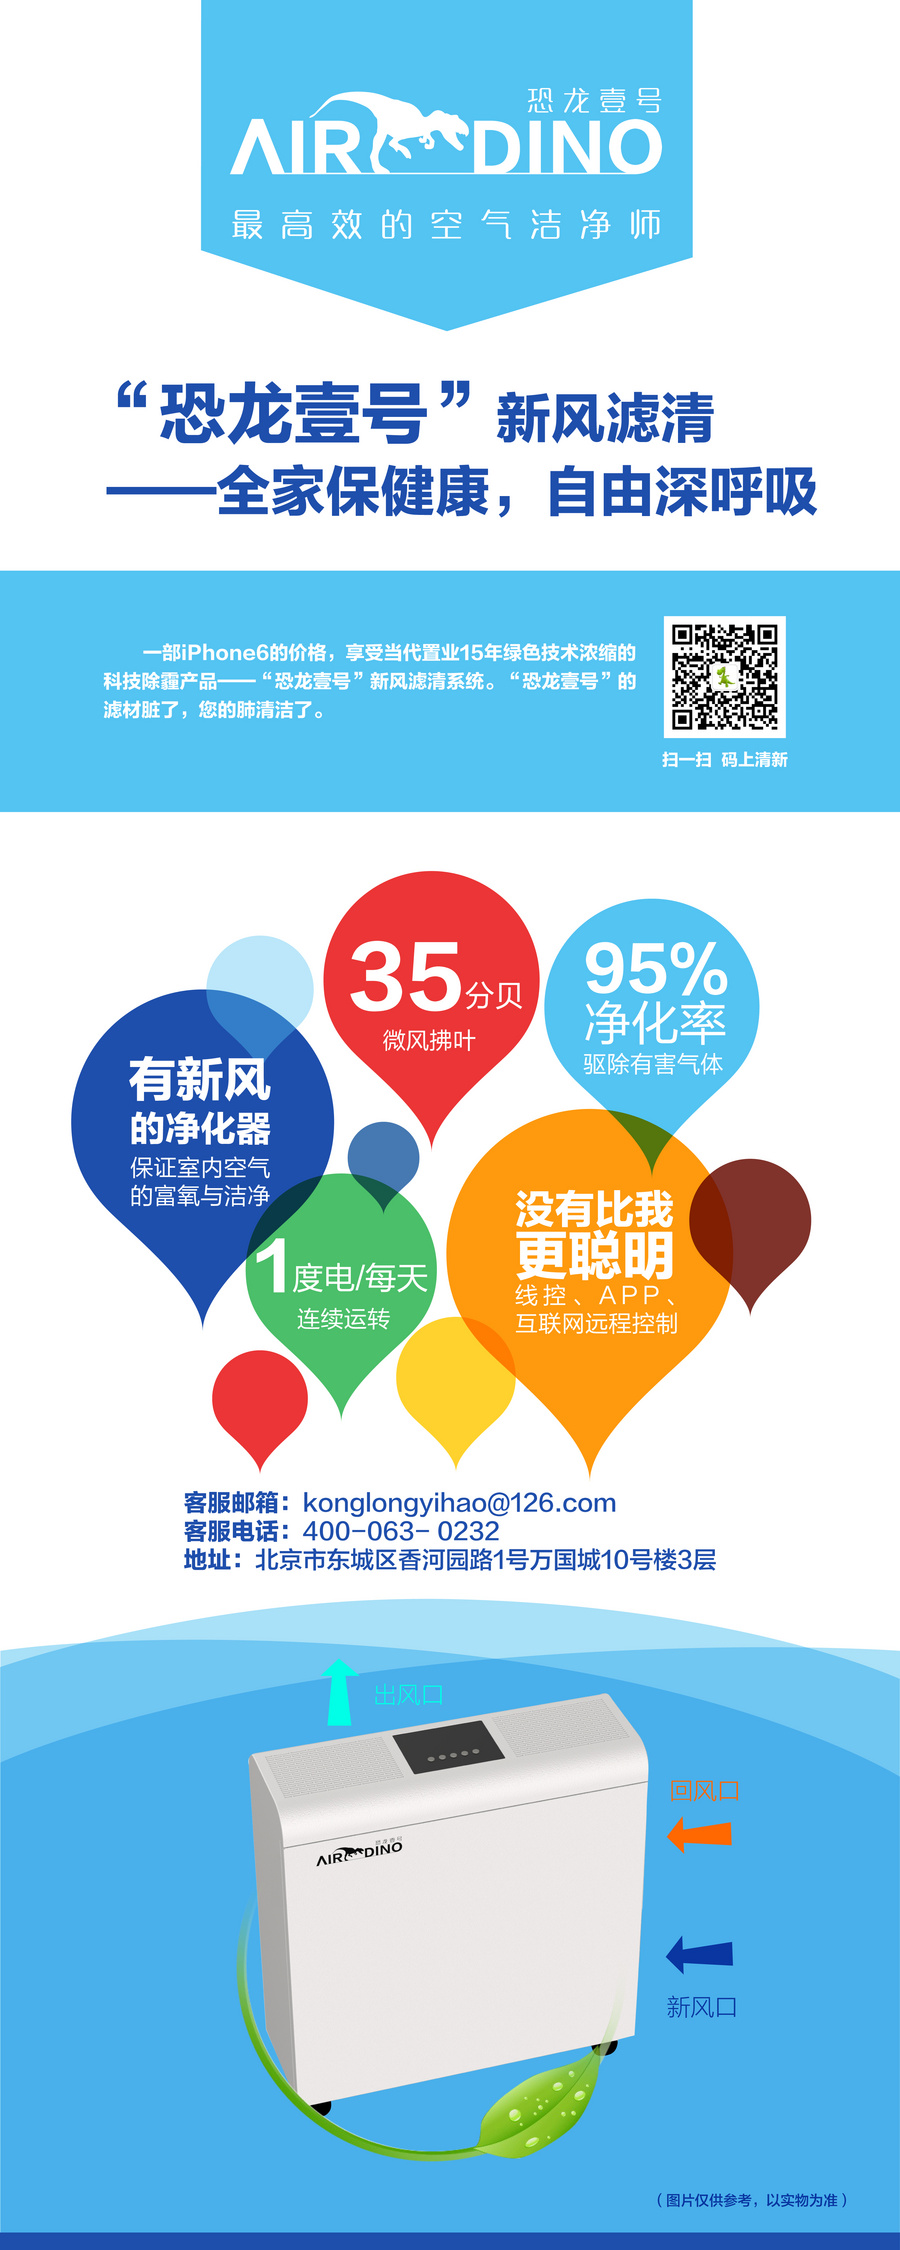 恐龙壹号
AIR DINO
最高效的空气洁净师
“恐龙壹号”新风滤清
——全家保健康，自由深呼吸
一部iPhone6的价格，享受当代置业15年绿色技术浓缩的
科技除霾产品——“恐龙壹号”新风滤清系统。“恐龙壹号”的
滤材脏了，您的肺清洁了。
扫一扫 码上清新
35分贝
微风拂叶
95%
净化率
驱除有害气体
有新风
的净化器
保证室内空气
的富氧与洁净
1度电/每天
连续运转
没有比我
更聪明
线控、APP、
互联网远程控制
客服邮箱：konglongyihao@126.com
客服电话：400-063- 0232
地址：北京市东城区香河园路1号万国城10号楼3层
出风口
回风口
恐龙壹号
AIR DINO
新风口
（图片仅供参考，以实物为准）